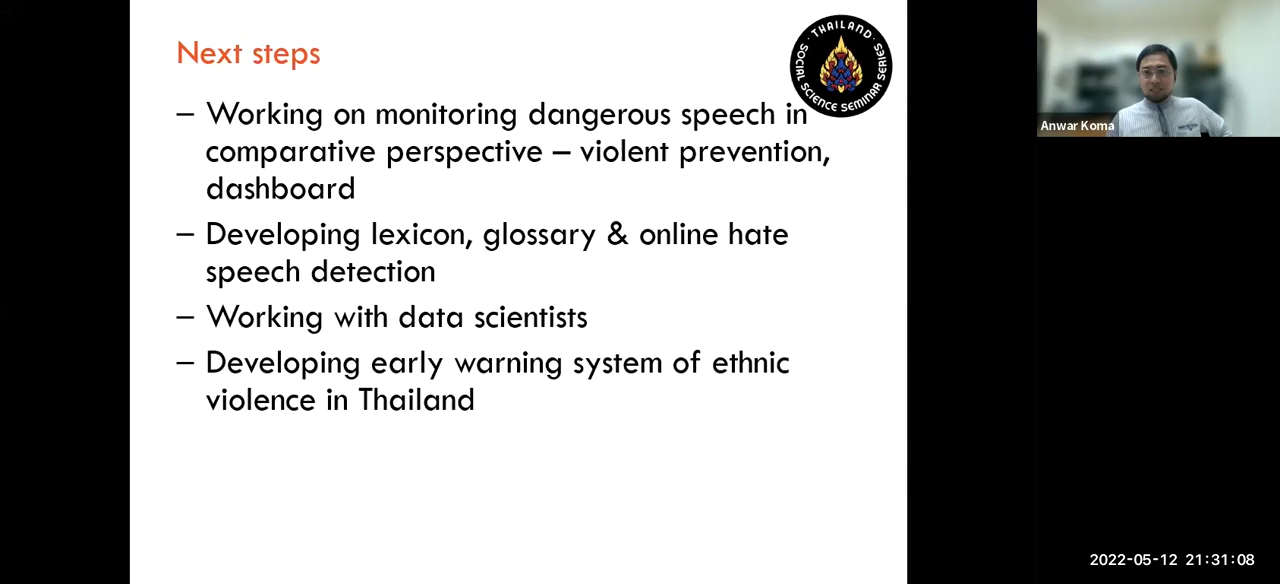 Next steps
THAILAND
SOCIAL SCIENCE SEMINAR SERIES
– Working on monitoring dangerous speech in
comparative perspective – violent prevention,
dashboard
– Developing lexicon, glossary & online hate
speech detection
– Working with data scientists
– Developing early warning system of ethnic
violence in Thailand
Anwar Koma
2022-05-12 21:31:08